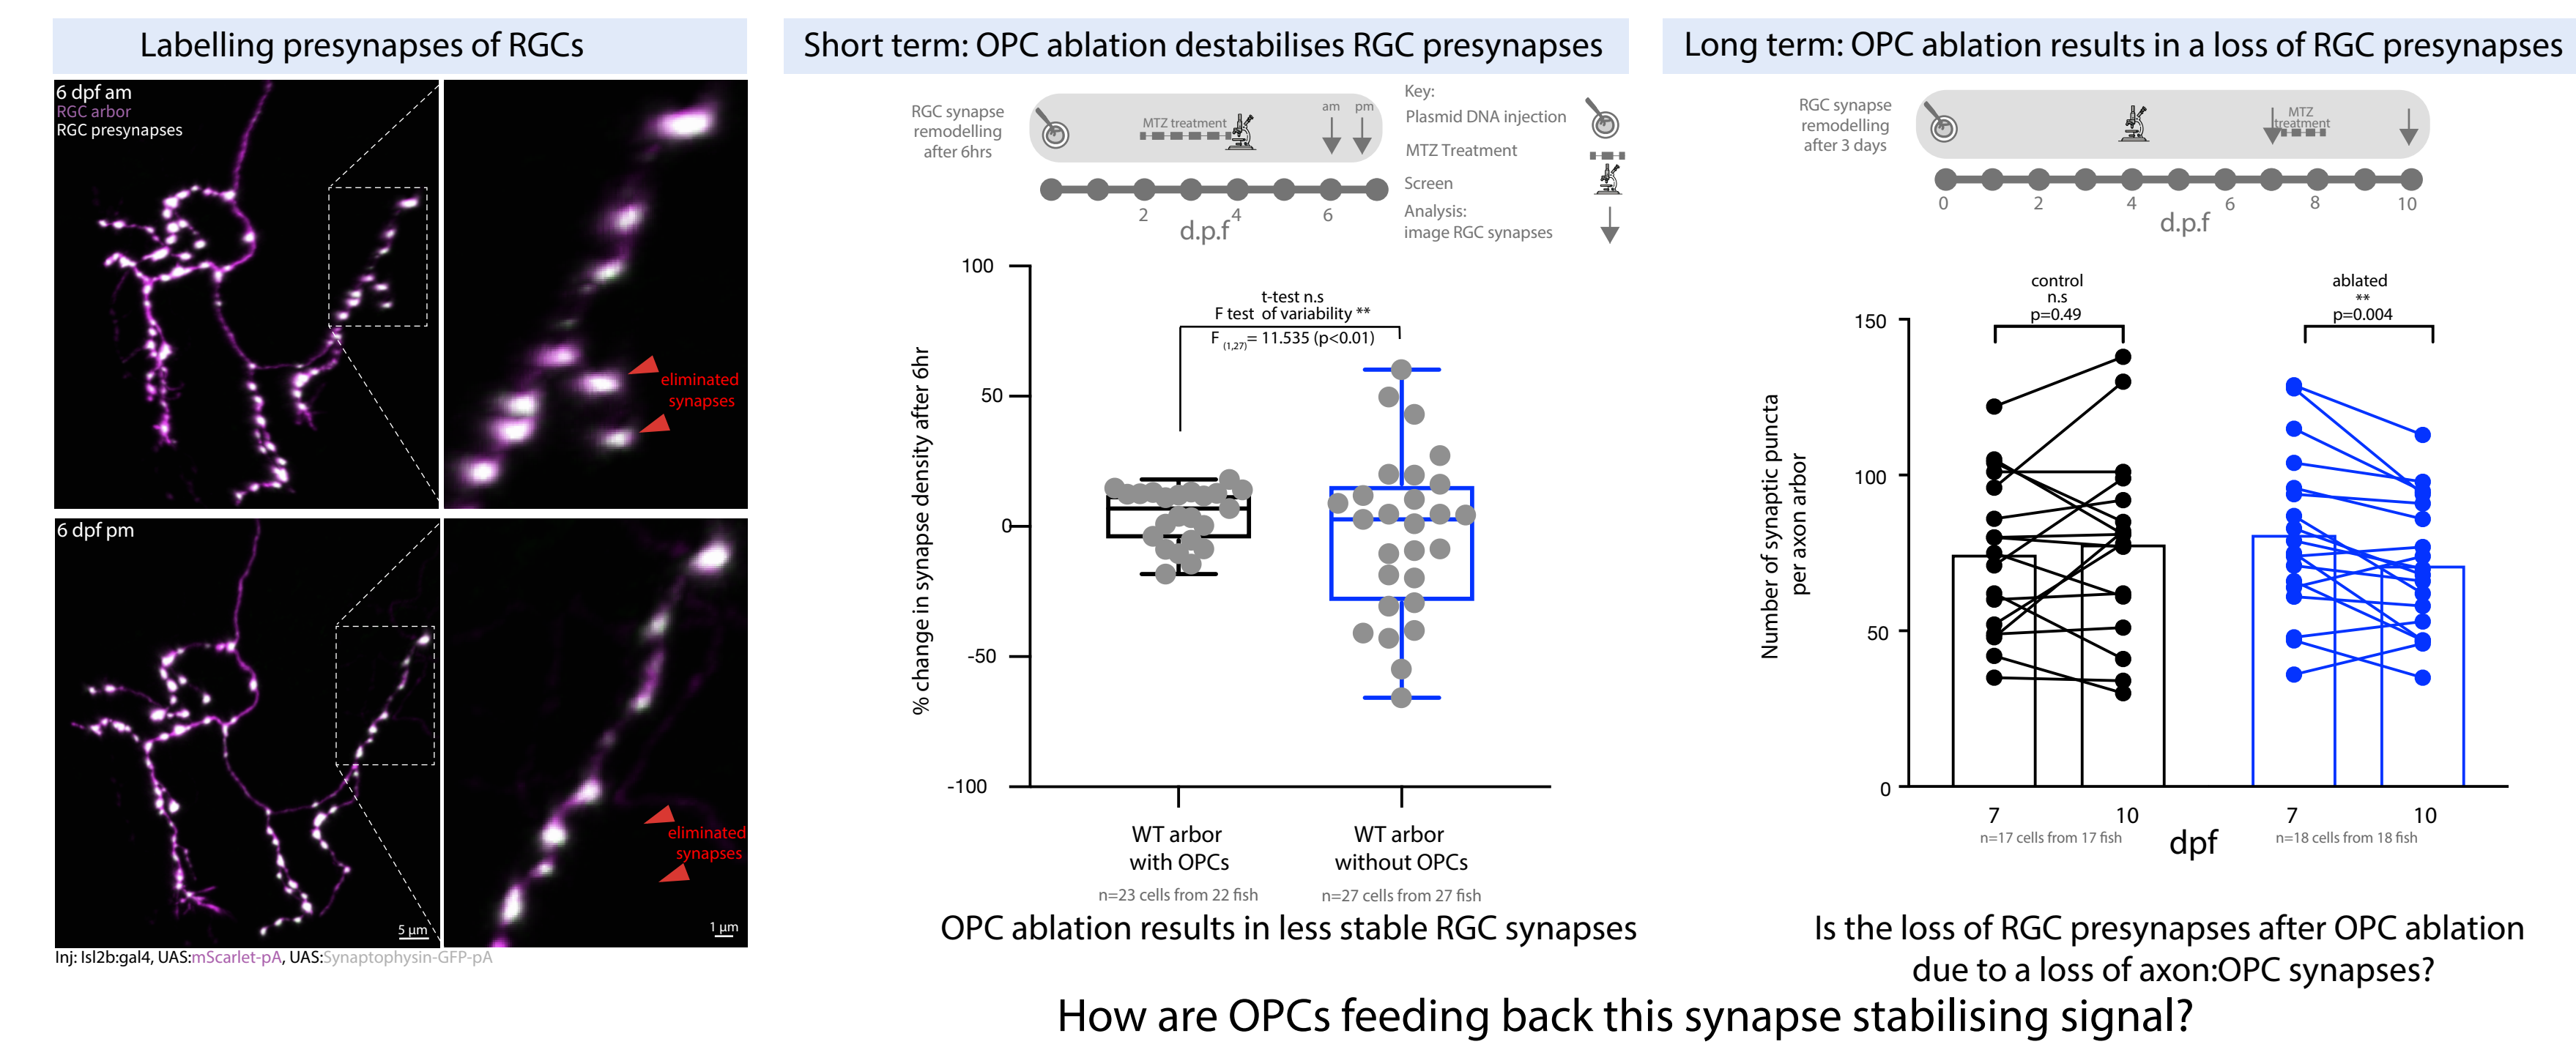 Labelling presynapses of RGCs
6 dpf am
RGC arbor
RGC presynapses
eliminated
synapses
6 dpf pm
eliminated
synapses
5 µm
1 µm
Inj: Isl2b:gal4, UAS:mScarlet-pA, UAS:Synaptophysin-GFP-pA
Short term: OPC ablation destabilises RGC presynapses
RGC synapse
remodelling
after 6hrs
MTZ treatment
am
pm
2
4
6
d.p.f
Key:
Plasmid DNA injection
MTZ Treatment
Screen
Analysis:
image RGC synapses
% change in synapse density after 6hr
100
50
0
-50
-100
t-test n.s
F test of variability **
F (1,27)= 11.535 (p<0.01)
WT arbor
with OPCs
n=23 cells from 22 fish
WT arbor
without OPCs
n=27 cells from 27 fish
OPC ablation results in less stable RGC synapses
Long term: OPC ablation results in a loss of RGC presynapses
RGC synapse
remodelling
after 3 days
MTZ
treatment
0
2
4
6
8
10
d.p.f
Number of synaptic puncta
per axon arbor
150
100
50
0
control
n.s
p=0.49
ablated
**
p=0.004
7
10
7
10
n=17 cells from 17 fish
dpf
n=18 cells from 18 fish
Is the loss of RGC presynapses after OPC ablation
due to a loss of axon:OPC synapses?
How are OPCs feeding back this synapse stabilising signal?